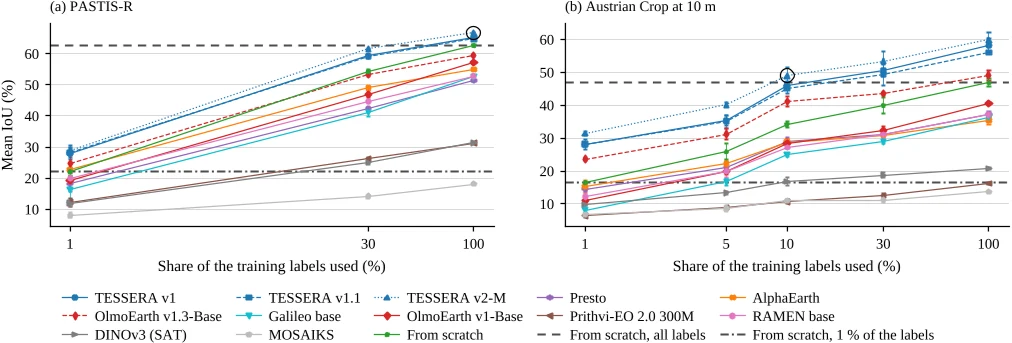 (a) PASTIS-R
(b) Austrian Crop at 10 m
Mean IoU (%)
60
50
40
30
20
10
1
30
100
Share of the training labels used (%)
60
50
40
30
20
10
1
5
10
30
100
Share of the training labels used (%)
TESSERA v1
TESSERA v1.1
TESSERA v2-M
Presto
AlphaEarth
OlmoEarth v1.3-Base
Galileo base
OlmoEarth v1-Base
Prithvi-EO 2.0 300M
RAMEN base
DINOv3 (SAT)
MOSAIKS
From scratch
From scratch, all labels
From scratch, 1 % of the labels